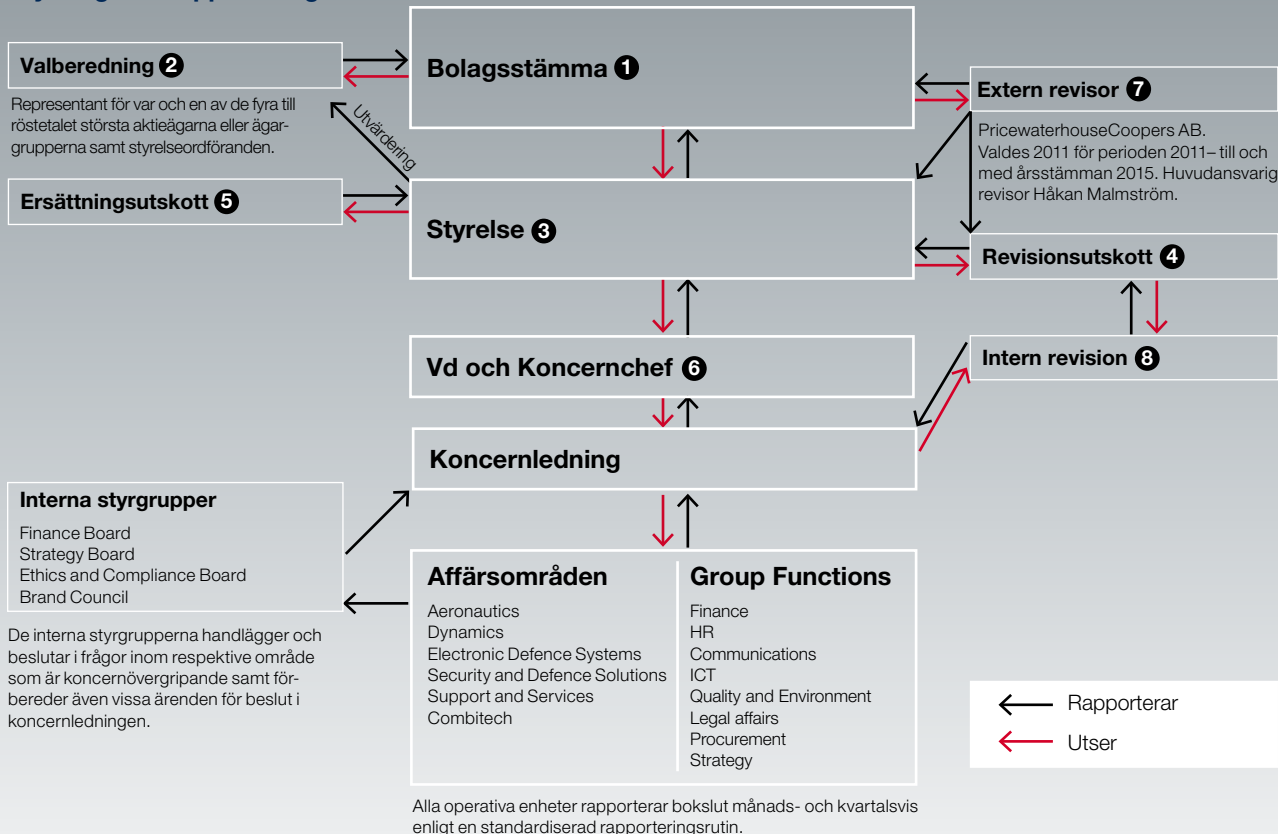 Bolagsstämma 1
Valberedning 2
Representant för var och en av de fyra till
röstetalet största aktieägarna eller ägar-
grupperna samt styrelseordföranden.
Utvärdering
Extern revisor 7
PricewaterhouseCoopers AB.
Valdes 2011 för perioden 2011– till och
med årsstämman 2015. Huvudansvarig
revisor Håkan Malmström.
Ersättningsutskott 5
Styrelse 3
Revisionsutskott 4
Vd och Koncernchef 6
Intern revision 8
Koncernledning
Interna styrgrupper
Finance Board
Strategy Board
Ethics and Compliance Board
Brand Council
De interna styrgrupperna handlägger och
beslutar i frågor inom respektive område
som är koncernövergripande samt för-
bereder även vissa ärenden för beslut i
koncernledningen.
Affärsområden
Aeronautics
Dynamics
Electronic Defence Systems
Security and Defence Solutions
Support and Services
Combitech
Group Functions
Finance
HR
Communications
ICT
Quality and Environment
Legal affairs
Procurement
Strategy
Rapporterar
Utser
Alla operativa enheter rapporterar bokslut månads- och kvartalsvis
enligt en standardiserad rapporteringsrutin.